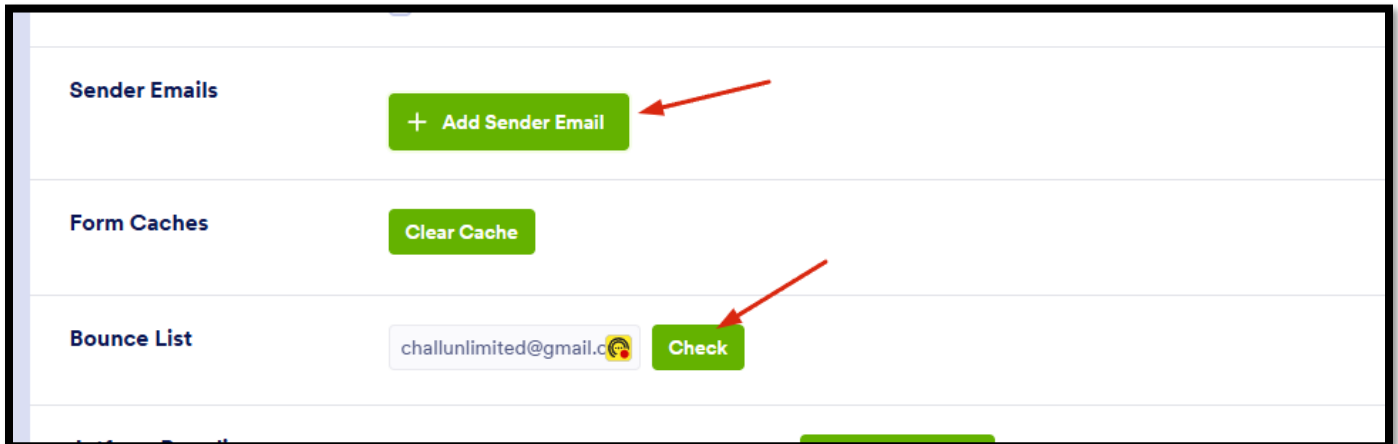 Sender Emails
+ Add Sender Email
Form Caches
Clear Cache
Bounce List
challunlimited@gmail.c
Check